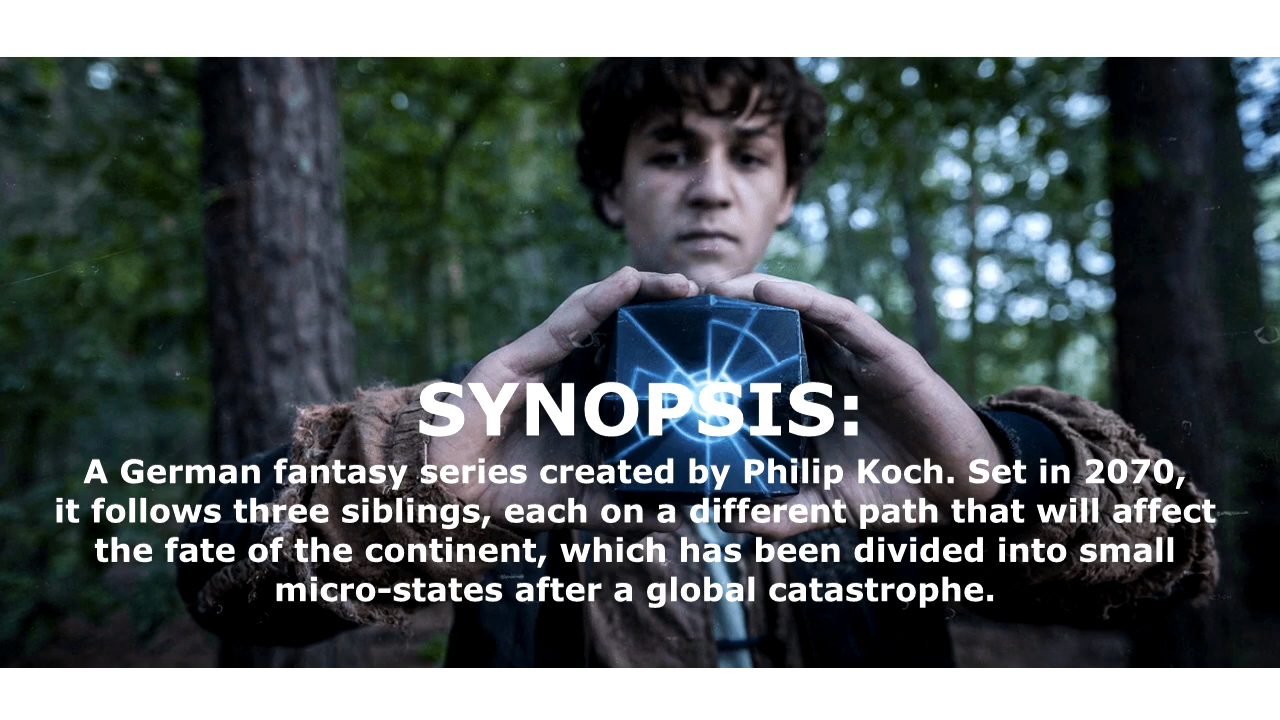 SYNOPSIS:
A German fantasy series created by Philip Koch. Set in 2070,
it follows three siblings, each on a different path that will affect
the fate of the continent, which has been divided into small
micro-states after a global catastrophe.